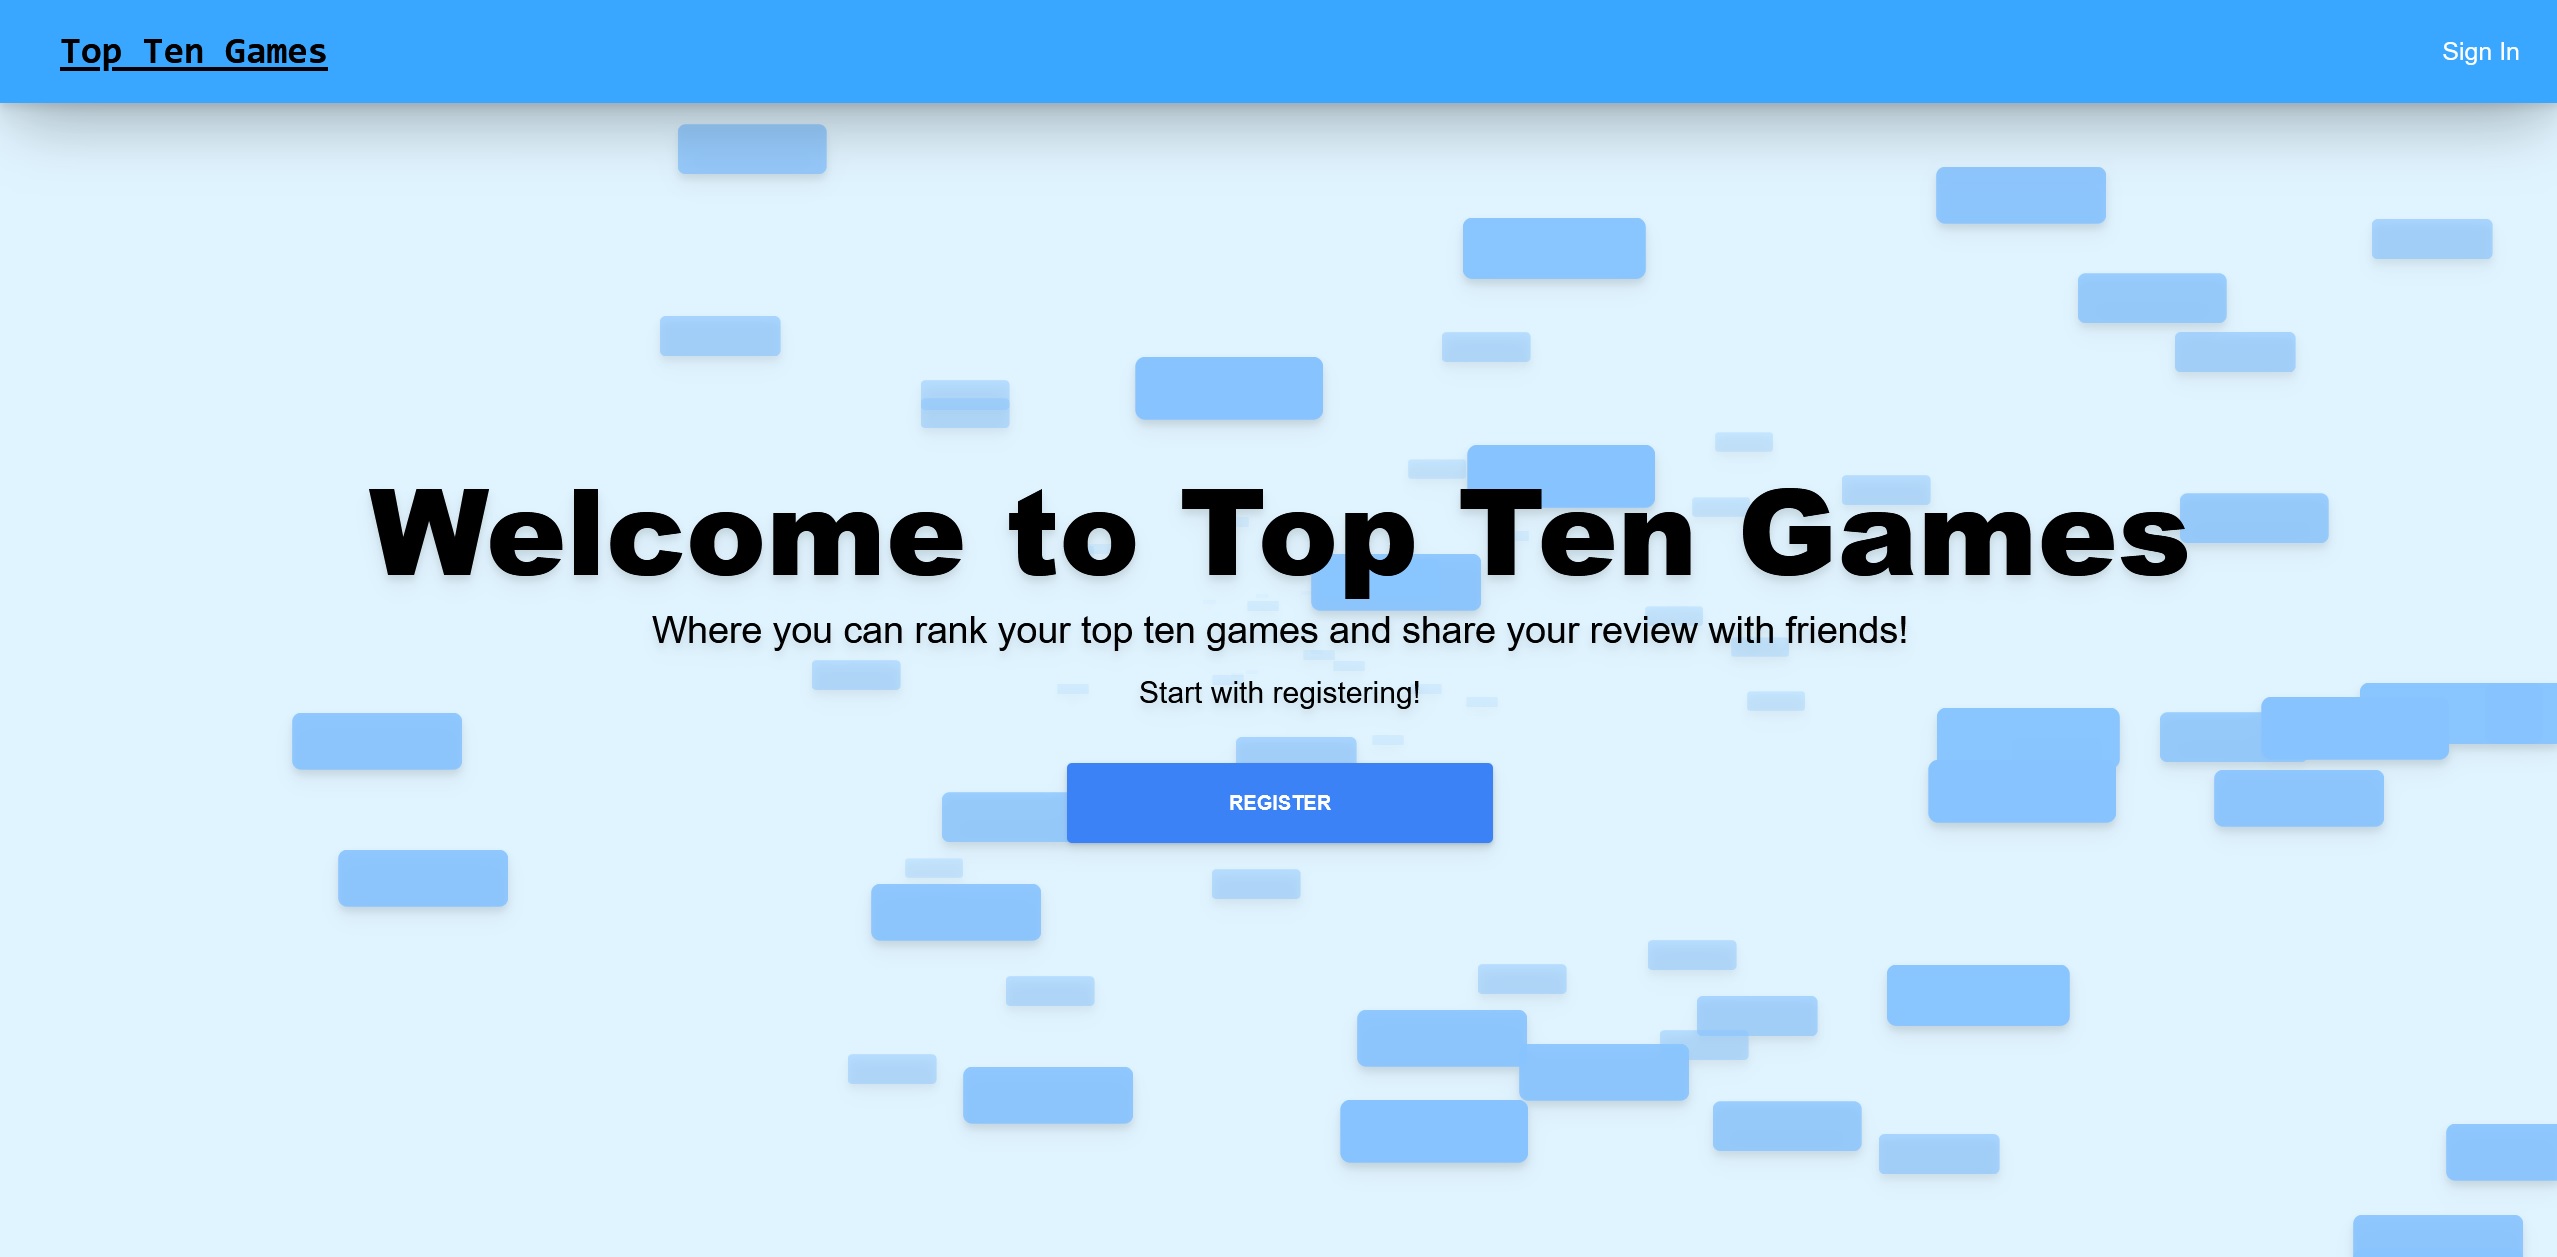 Top Ten Games
Sign In
Welcome to Top Ten Games
Where you can rank your top ten games and share your review with friends!
Start with registering!
REGISTER